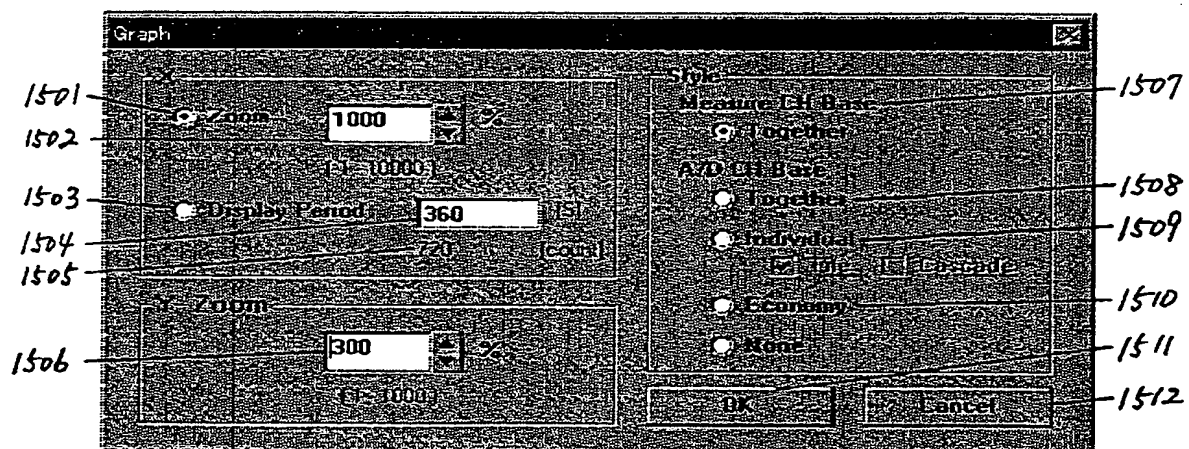 Graph
X
1501
Zoom 1000 %
1502
(1 - 10000)
1503
Display Period: 360 [S]
1504
720 [count]
1505
Y Zoom
1506
300 %
Style
Measure CH Base
1507
Together
A/D CH Base
Together
1508
Individual
1509
Tile Cascade
Economy
1510
None
OK
1511
Cancel
1512